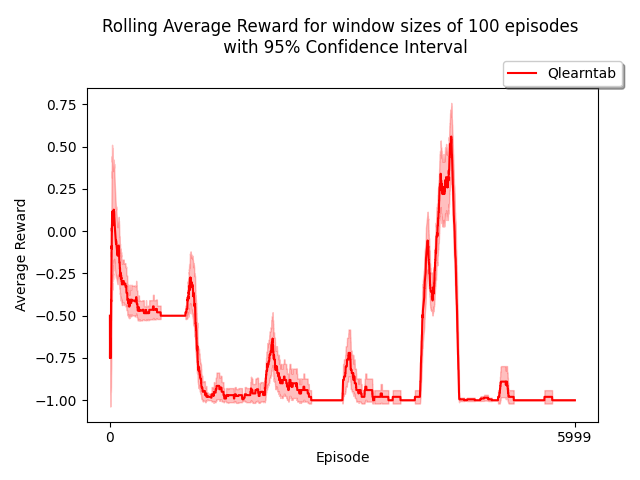 Rolling Average Reward for window sizes of 100 episodes
with 95% Confidence Interval
Qlearntab
0.75
0.50
0.25
0.00
−0.25
−0.50
−0.75
−1.00
Average Reward
0
5999
Episode